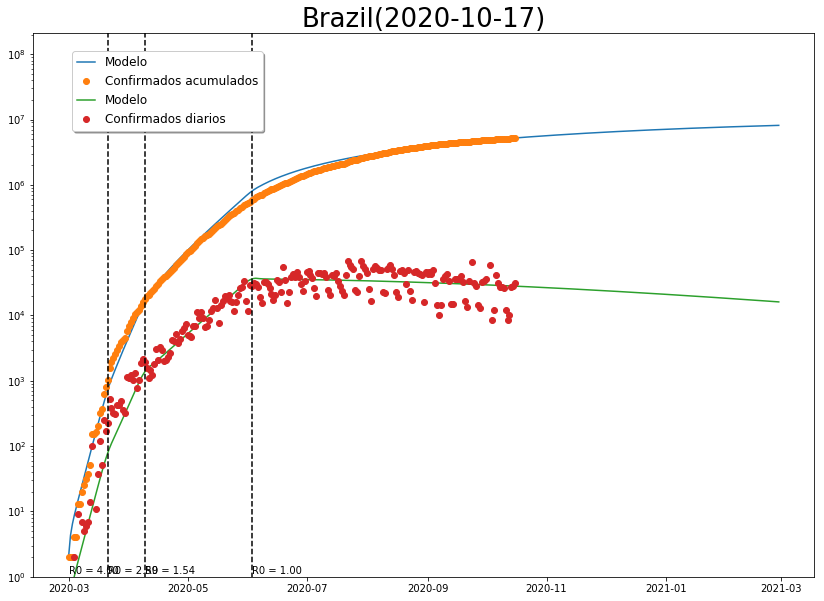 Brazil(2020-10-17)
10⁸
10⁷
10⁶
10⁵
10⁴
10³
10²
10¹
10⁰
Modelo
Confirmados acumulados
Modelo
Confirmados diarios
R0 = R0 = R0 = 1.54 R0 = 1.00
2020-03 2020-05 2020-07 2020-09 2020-11 2021-01 2021-03